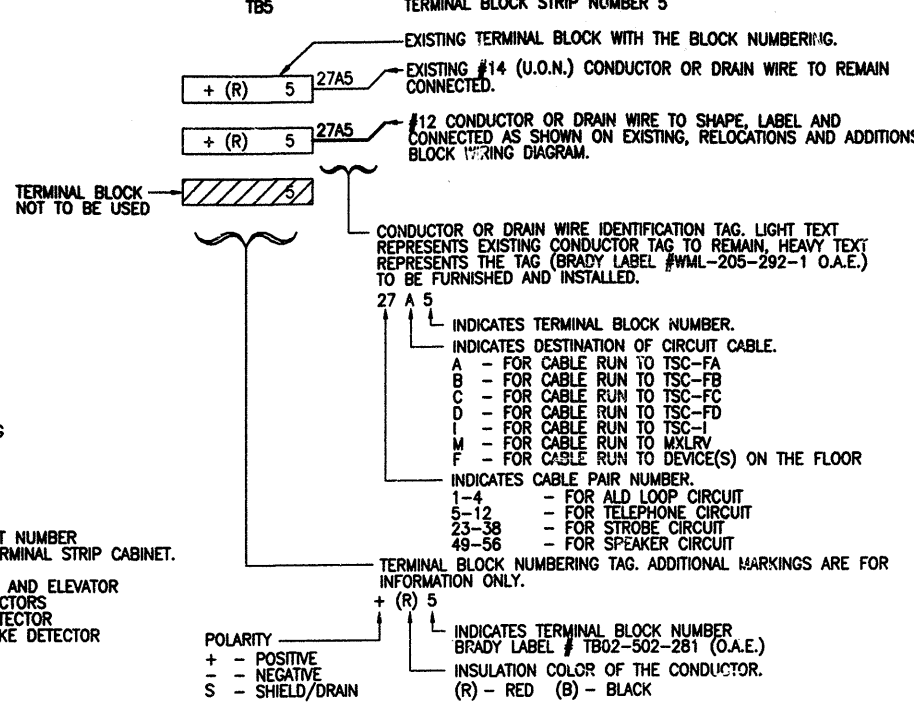 TB5 TERMINAL BLOCK STRIP NUMBER 5
EXISTING TERMINAL BLOCK WITH THE BLOCK NUMBERING.
+ (R) 5 27A5
EXISTING #14 (U.O.N.) CONDUCTOR OR DRAIN WIRE TO REMAIN
CONNECTED.
+ (R) 5 27A5
#12 CONDUCTOR OR DRAIN WIRE TO SHAPE, LABEL AND
CONNECTED AS SHOWN ON EXISTING, RELOCATIONS AND ADDITIONS
BLOCK WIRING DIAGRAM.
TERMINAL BLOCK
NOT TO BE USED
5
CONDUCTOR OR DRAIN WIRE IDENTIFICATION TAG. LIGHT TEXT
REPRESENTS EXISTING CONDUCTOR TAG TO REMAIN, HEAVY TEXT
REPRESENTS THE TAG (BRADY LABEL #WML-205-292-1 O.A.E.)
TO BE FURNISHED AND INSTALLED.
27 A 5
INDICATES TERMINAL BLOCK NUMBER.
INDICATES DESTINATION OF CIRCUIT CABLE.
A - FOR CABLE RUN TO TSC-FA
B - FOR CABLE RUN TO TSC-FB
C - FOR CABLE RUN TO TSC-FC
D - FOR CABLE RUN TO TSC-FD
I - FOR CABLE RUN TO TSC-I
M - FOR CABLE RUN TO MXLRV
F - FOR CABLE RUN TO DEVICE(S) ON THE FLOOR
INDICATES CABLE PAIR NUMBER.
1-4 - FOR ALD LOOP CIRCUIT
5-12 - FOR TELEPHONE CIRCUIT
23-38 - FOR STROBE CIRCUIT
49-56 - FOR SPEAKER CIRCUIT
G
T NUMBER
RMINAL STRIP CABINET.
AND ELEVATOR
CTORS
TECTOR
KE DETECTOR
TERMINAL BLOCK NUMBERING TAG. ADDITIONAL MARKINGS ARE FOR
INFORMATION ONLY.
+ (R) 5
INDICATES TERMINAL BLOCK NUMBER
BRADY LABEL # TB02-502-281 (O.A.E.)
INSULATION COLOR OF THE CONDUCTOR.
(R) - RED (B) - BLACK
POLARITY
+ - POSITIVE
- - NEGATIVE
S - SHIELD/DRAIN